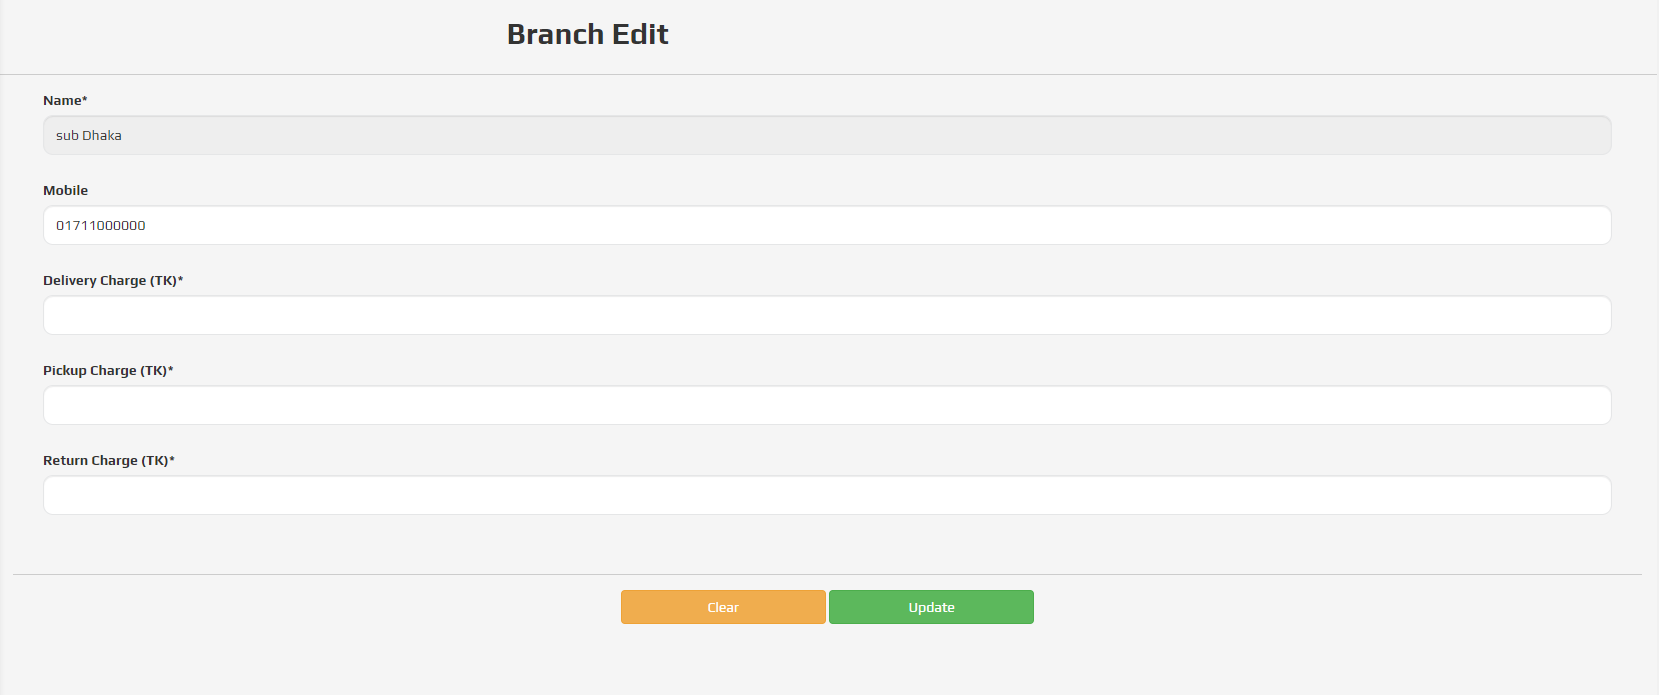 Branch Edit
Name*
sub Dhaka
Mobile
01711000000
Delivery Charge (TK)*
Pickup Charge (TK)*
Return Charge (TK)*
Clear
Update